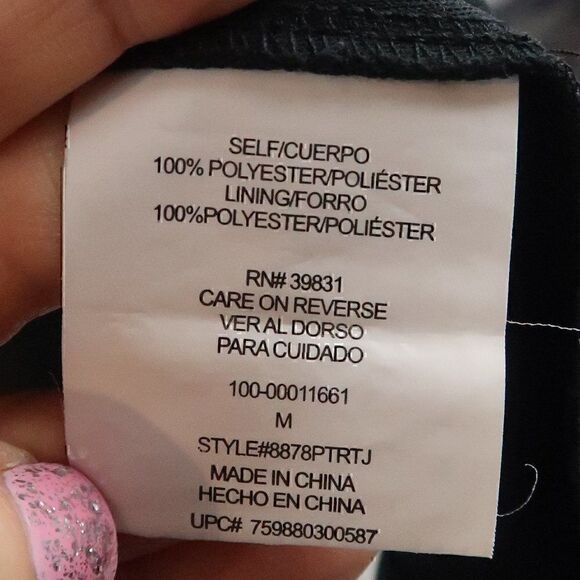 SELF/CUERPO
100% POLYESTER/POLIÉSTER
LINING/FORRO
100%POLYESTER/POLIÉSTER
RN# 39831
CARE ON REVERSE
VER AL DORSO
PARA CUIDADO
100-00011661
M
STYLE#8878PTRTJ
MADE IN CHINA
HECHO EN CHINA
UPC# 759880300587